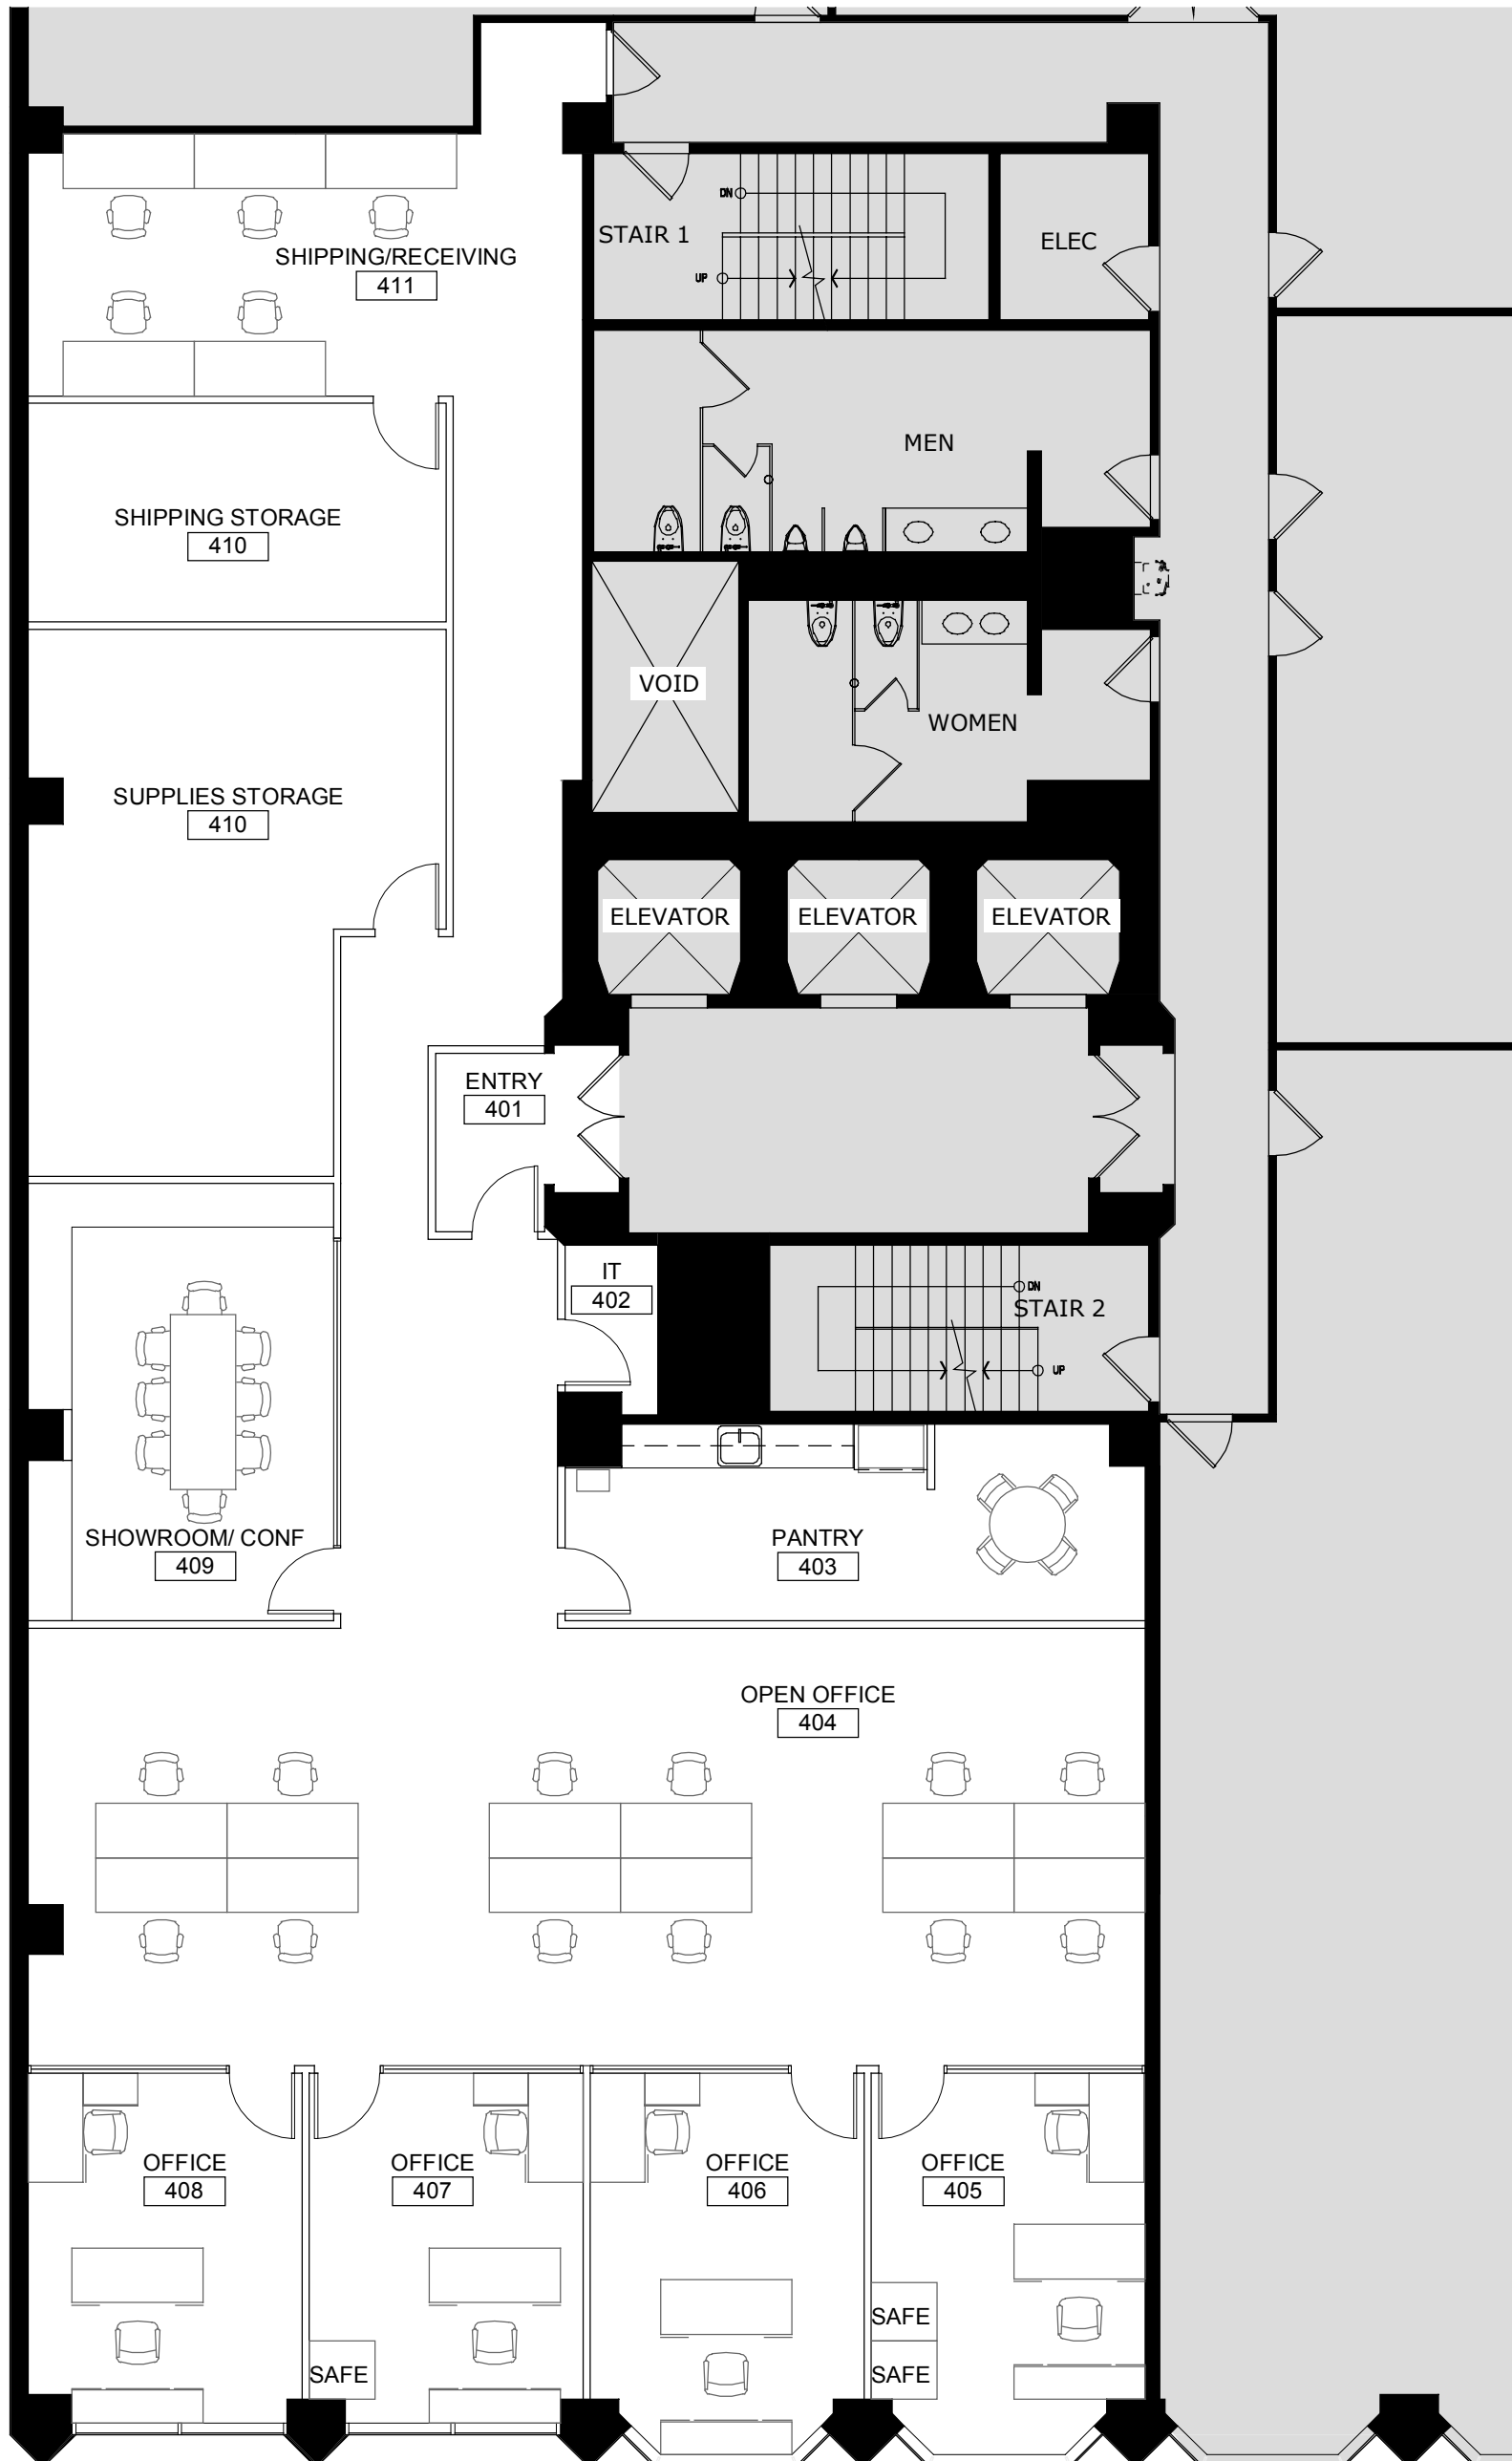 DN
STAIR 1
ELEC
SHIPPING/RECEIVING
411
UP
MEN
SHIPPING STORAGE
410
VOID
WOMEN
SUPPLIES STORAGE
410
ELEVATOR
ELEVATOR
ELEVATOR
ENTRY
401
IT
402
DN
STAIR 2
UP
SHOWROOM/ CONF
409
PANTRY
403
OPEN OFFICE
404
OFFICE
408
OFFICE
407
OFFICE
406
OFFICE
405
SAFE
SAFE
SAFE